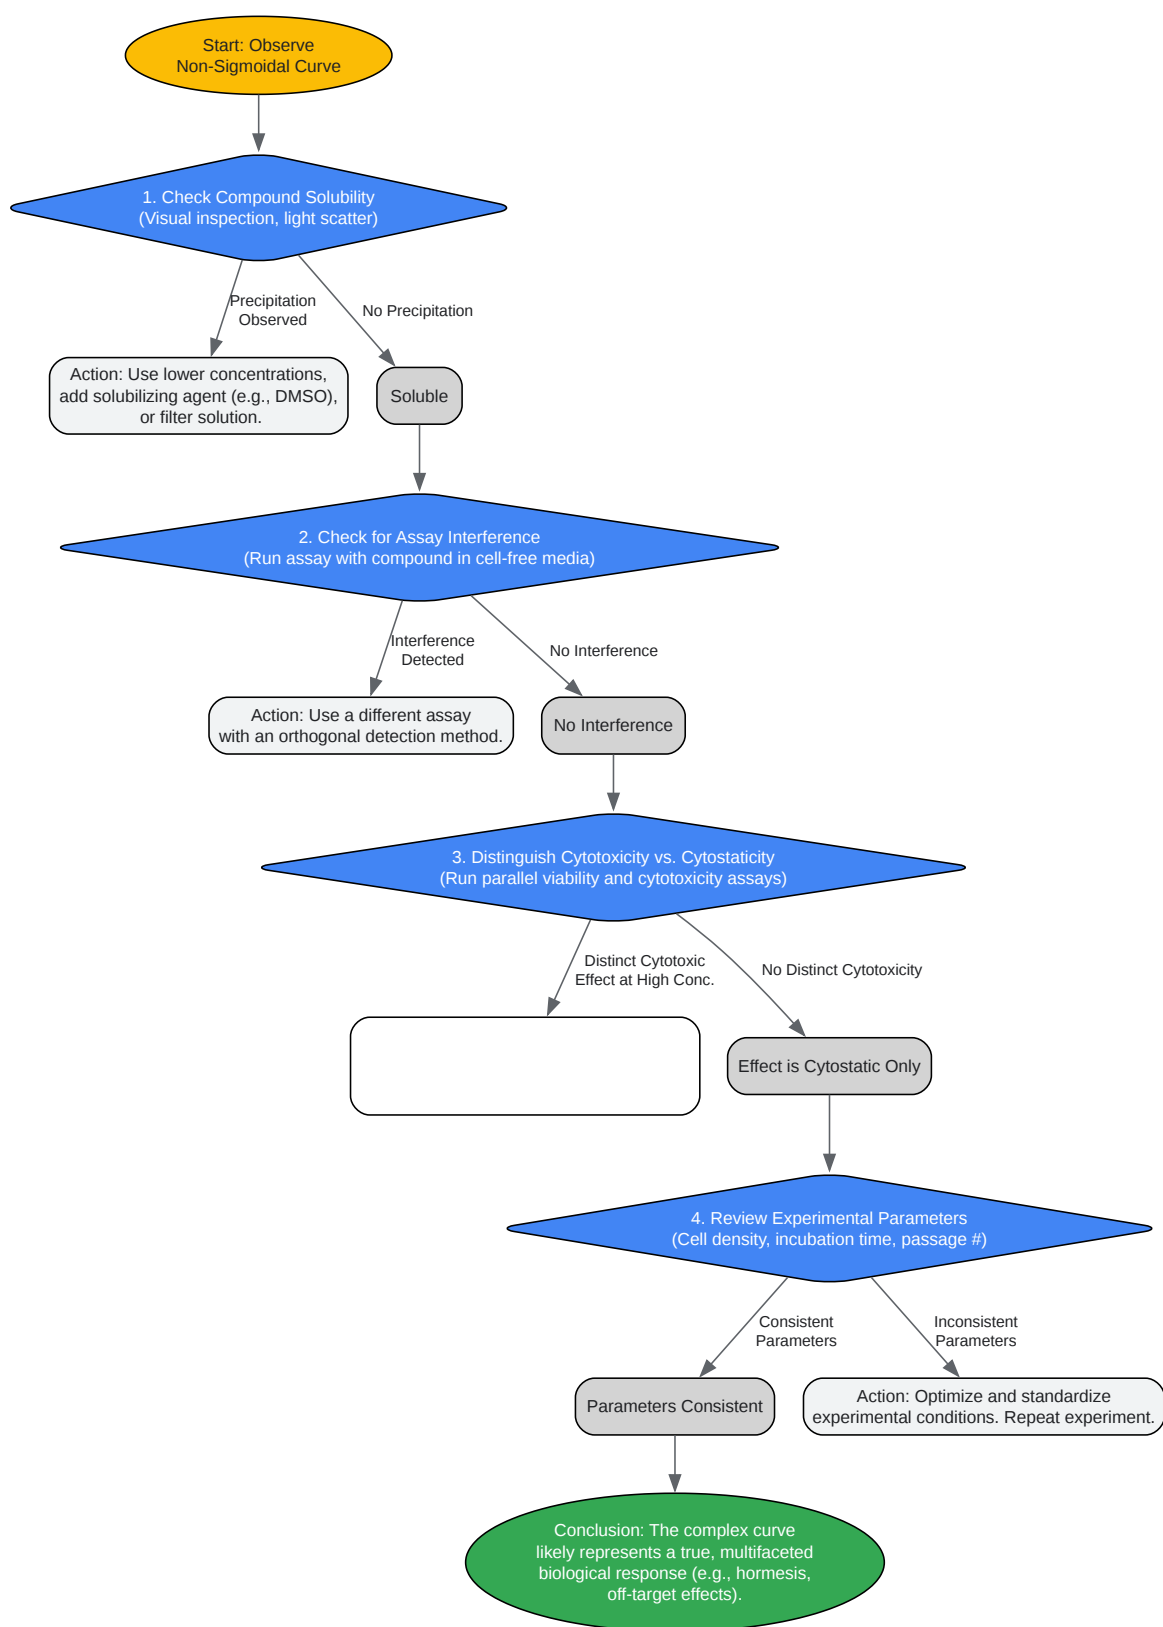 Start: Observe
Non-Sigmoidal Curve
1. Check Compound Solubility
(Visual inspection, light scatter)
Precipitation
Observed
No Precipitation
Action: Use lower concentrations,
add solubilizing agent (e.g., DMSO),
or filter solution.
Soluble
2. Check for Assay Interference
(Run assay with compound in cell-free media)
Interference
Detected
No Interference
Action: Use a different assay
with an orthogonal detection method.
No Interference
3. Distinguish Cytotoxicity vs. Cytostaticity
(Run parallel viability and cytotoxicity assays)
Distinct Cytotoxic
Effect at High Conc.
No Distinct Cytotoxicity
Effect is Cytostatic Only
4. Review Experimental Parameters
(Cell density, incubation time, passage #)
Consistent
Parameters
Inconsistent
Parameters
Parameters Consistent
Action: Optimize and standardize
experimental conditions. Repeat experiment.
Conclusion: The complex curve
likely represents a true, multifaceted
biological response (e.g., hormesis,
off-target effects).